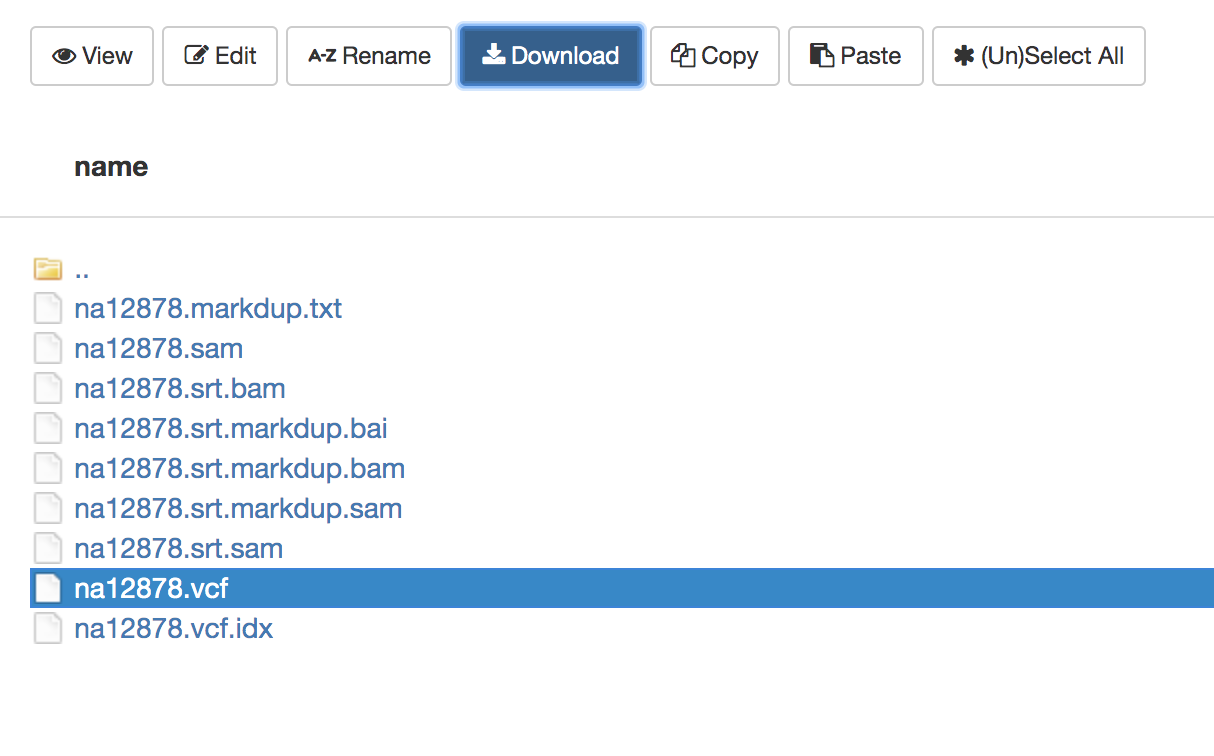 View Edit A-Z Rename Download Copy Paste (Un)Select All
name
..
na12878.markdup.txt
na12878.sam
na12878.srt.bam
na12878.srt.markdup.bai
na12878.srt.markdup.bam
na12878.srt.markdup.sam
na12878.srt.sam
na12878.vcf
na12878.vcf.idx